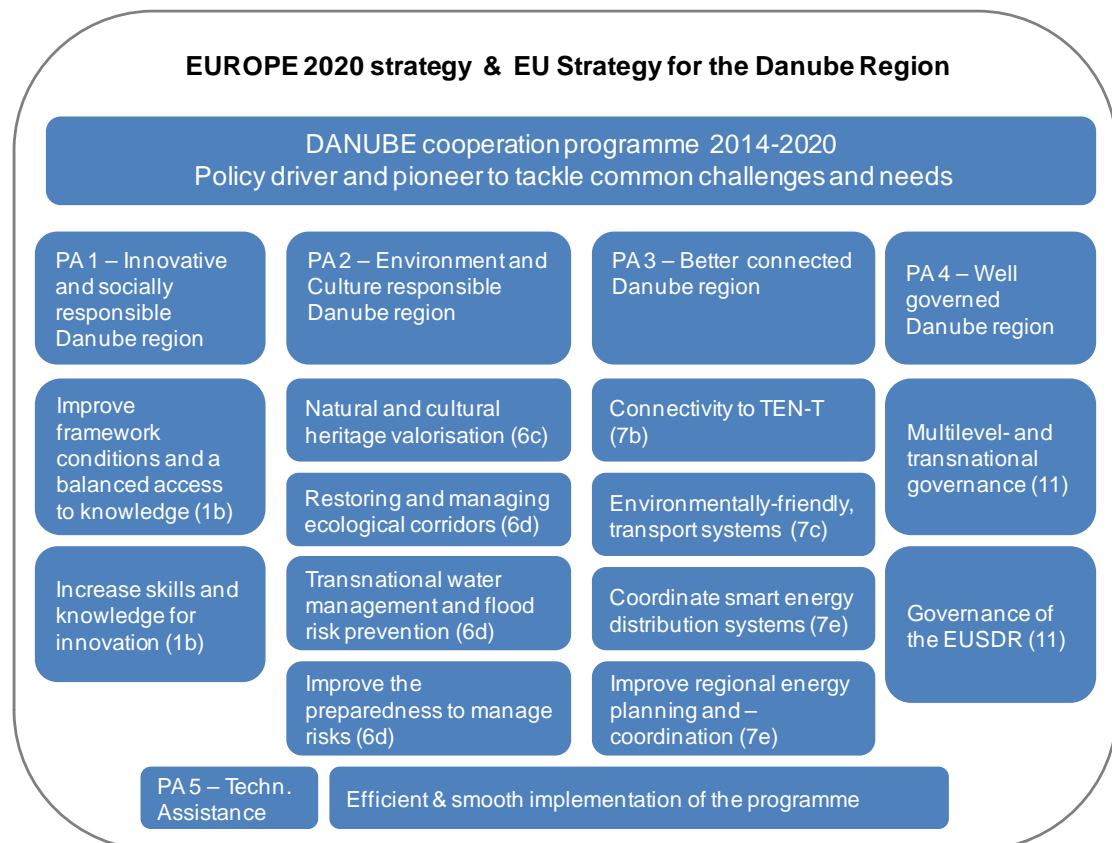 EUROPE 2020 strategy & EU Strategy for the Danube Region
DANUBE cooperation programme 2014-2020
Policy driver and pioneer to tackle common challenges and needs
PA 1 – Innovative
and socially
responsible
Danube region
PA 2 – Environment and
Culture responsible
Danube region
PA 3 – Better connected
Danube region
PA 4 – Well
governed
Danube region
Improve
framework
conditions and a
balanced access
to knowledge (1b)
Increase skills and
knowledge for
innovation (1b)
Natural and cultural
heritage valorisation (6c)
Restoring and managing
ecological corridors (6d)
Transnational water
management and flood
risk prevention (6d)
Improve the
preparedness to manage
risks (6d)
Connectivity to TEN-T
(7b)
Environmentally-friendly,
transport systems (7c)
Coordinate smart energy
distribution systems (7e)
Improve regional energy
planning and –
coordination (7e)
Multilevel- and
transnational
governance (11)
Governance of
the EUSDR (11)
PA 5 – Techn.
Assistance
Efficient & smooth implementation of the programme